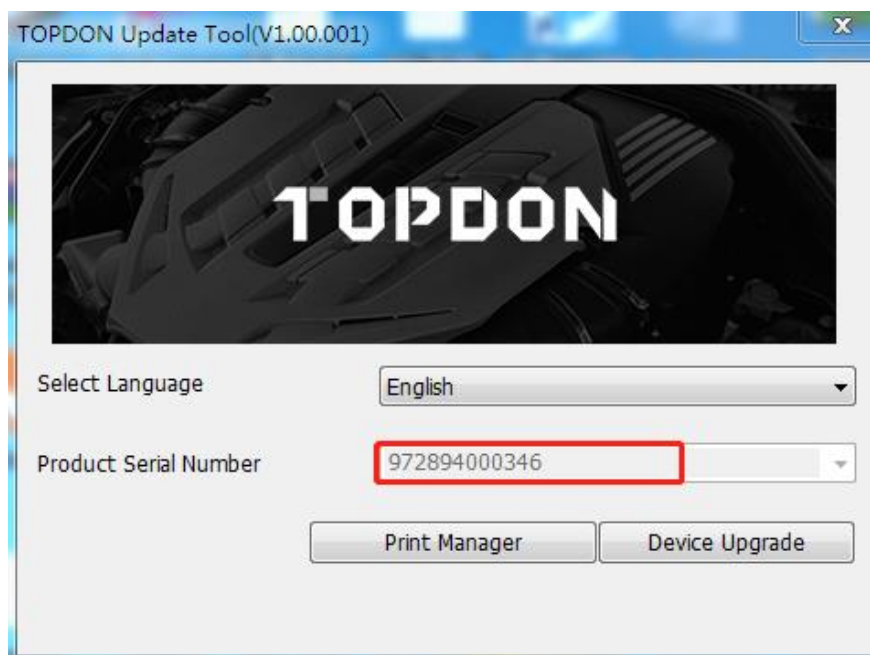 TOPDON Update Tool(V1.00.001)
TOPDON
Select Language
English
Product Serial Number
972894000346
Print Manager
Device Upgrade